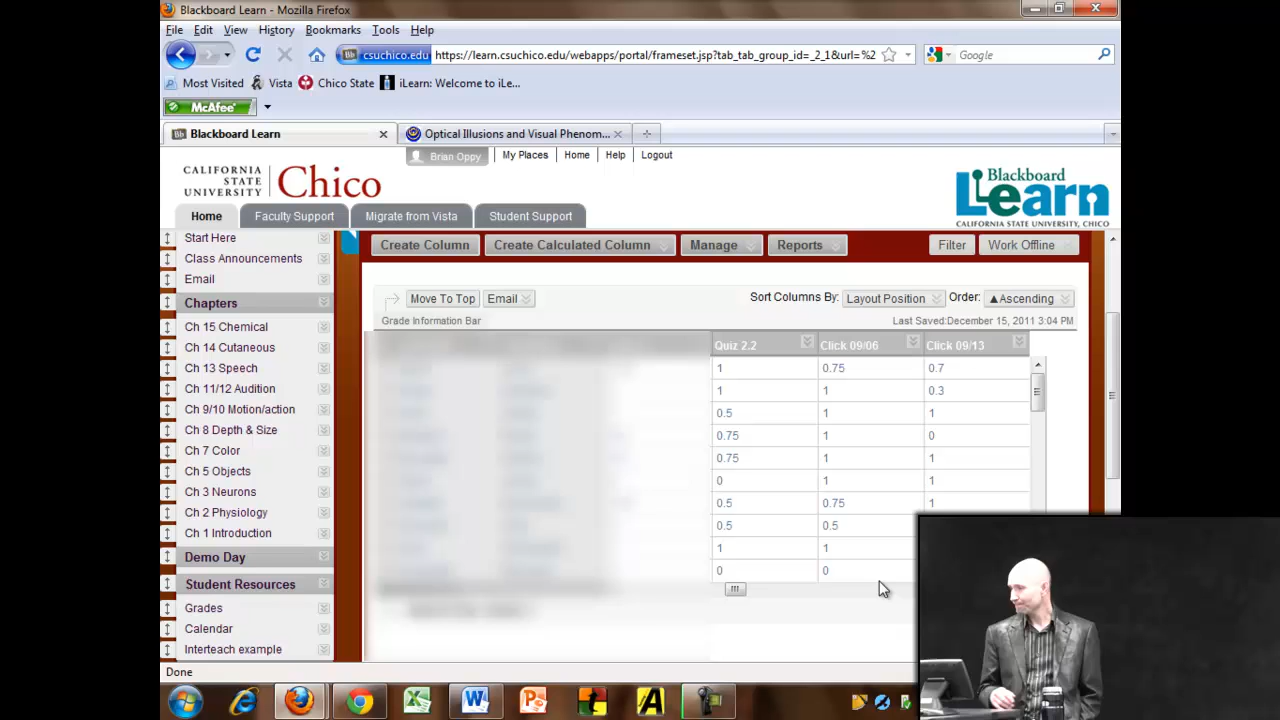 Blackboard Learn - Mozilla Firefox
File Edit View History Bookmarks Tools Help
csuchico.edu https://learn.csuchico.edu/webapps/portal/frameset.jsp?tab_tab_group_id=_2_1&url=%2 Google
Most Visited Vista Chico State iLearn: Welcome to iLe...
McAfee
Blackboard Learn Optical Illusions and Visual Phenom...
Brian Oppy My Places Home Help Logout
CALIFORNIA
STATE
UNIVERSITY
Chico
Blackboard
Learn
CALIFORNIA STATE UNIVERSITY, CHICO
Home Faculty Support Migrate from Vista Student Support
Start Here
Class Announcements
Email
Chapters
Ch 15 Chemical
Ch 14 Cutaneous
Ch 13 Speech
Ch 11/12 Audition
Ch 9/10 Motion/action
Ch 8 Depth & Size
Ch 7 Color
Ch 5 Objects
Ch 3 Neurons
Ch 2 Physiology
Ch 1 Introduction
Demo Day
Student Resources
Grades
Calendar
Interteach example
Create Column Create Calculated Column Manage Reports Filter Work Offline
Move To Top Email Sort Columns By: Layout Position Order: ▲Ascending
Grade Information Bar Last Saved:December 15, 2011 3:04 PM
Quiz 2.2 Click 09/06 Click 09/13
1 0.75 0.7
1 1 0.3
0.5 1 1
0.75 1 0
0.75 1 1
0 1 1
0.5 0.75 1
0.5 0.5
1 1
0 0
Done